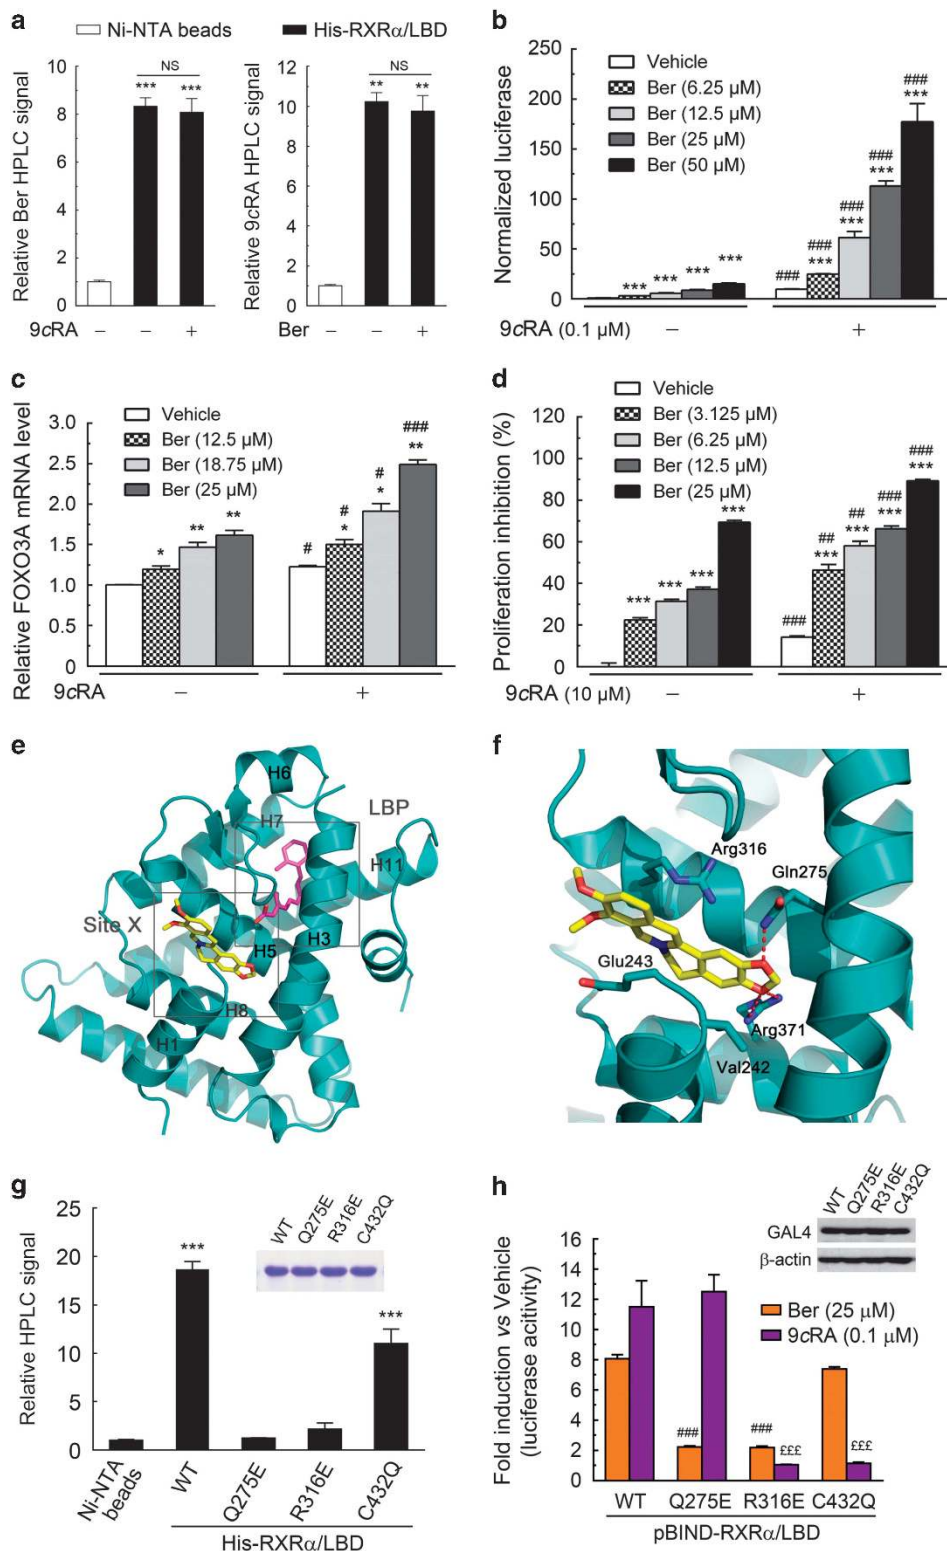 a
Ni-NTA beads
His-RXRα/LBD
Relative Ber HPLC signal
10
8
6
4
2
0
NS
*** ***
9cRA – – +
Relative 9cRA HPLC signal
12
10
8
6
4
2
0
NS
** **
Ber – – +
b
Normalized luciferase
250
200
150
100
75
50
25
0
Vehicle
Ber (6.25 µM)
Ber (12.5 µM)
Ber (25 µM)
Ber (50 µM)
*** *** *** ***
###
###
***
###
***
###
***
###
***
9cRA (0.1 µM) – +
c
Relative FOXO3A mRNA level
3.0
2.5
2.0
1.5
1.0
0.5
0
Vehicle
Ber (12.5 µM)
Ber (18.75 µM)
Ber (25 µM)
* ** **
#
#
*
#
*
###
**
9cRA – +
d
Proliferation inhibition (%)
120
100
80
60
40
20
0
Vehicle
Ber (3.125 µM)
Ber (6.25 µM)
Ber (12.5 µM)
Ber (25 µM)
*** *** *** ***
###
##
***
##
***
###
***
###
***
9cRA (10 µM) – +
e
H6
LBP
H7
H11
Site X
H5
H3
H8
H1
f
Arg316
Gln275
Glu243
Arg371
Val242
g
Relative HPLC signal
25
20
15
10
5
0
WT Q275E R316E C432Q
*** ***
Ni-NTA beads
WT Q275E R316E C432Q
His-RXRα/LBD
h
Fold induction vs Vehicle
(luciferase acitivity)
16
14
12
10
8
6
4
2
0
WT Q275E R316E C432Q
GAL4
β-actin
Ber (25 µM)
9cRA (0.1 µM)
### ### £££ £££
WT Q275E R316E C432Q
pBIND-RXRα/LBD